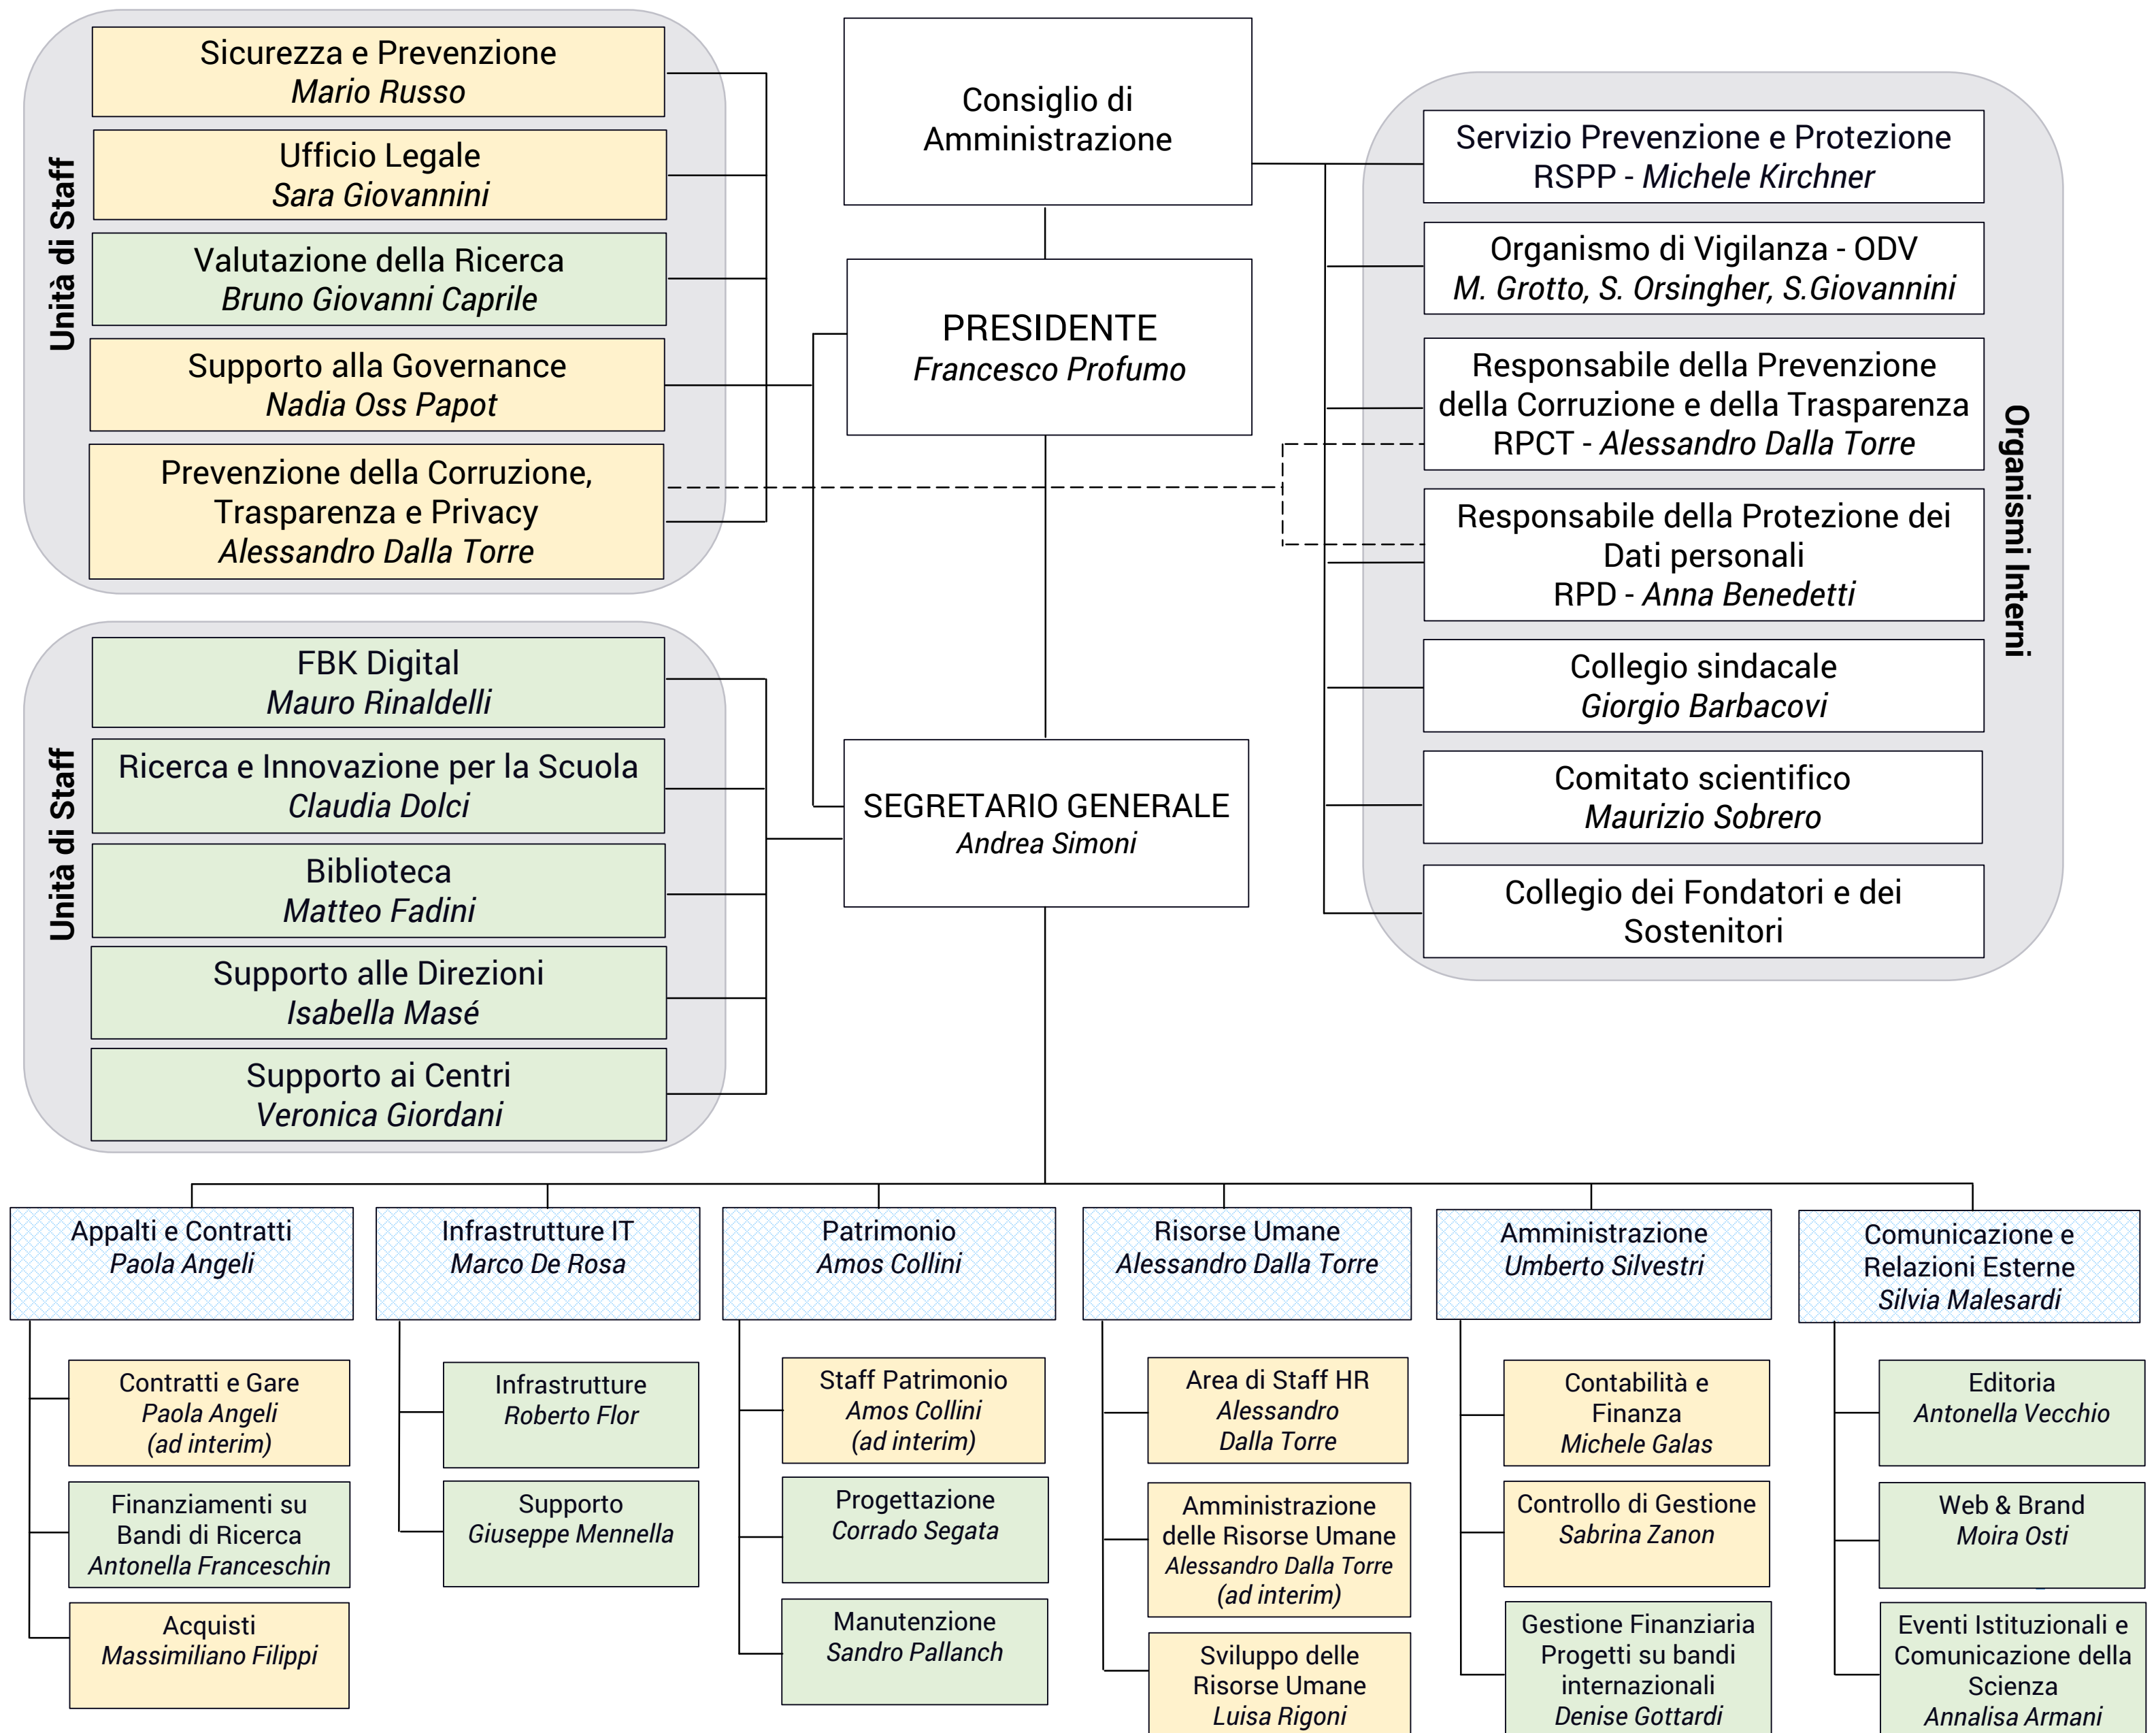 Unità di Staff
Sicurezza e Prevenzione
Mario Russo
Ufficio Legale
Sara Giovannini
Valutazione della Ricerca
Bruno Giovanni Caprile
Supporto alla Governance
Nadia Oss Papot
Prevenzione della Corruzione,
Trasparenza e Privacy
Alessandro Dalla Torre
Unità di Staff
FBK Digital
Mauro Rinaldelli
Ricerca e Innovazione per la Scuola
Claudia Dolci
Biblioteca
Matteo Fadini
Supporto alle Direzioni
Isabella Masé
Supporto ai Centri
Veronica Giordani
Consiglio di
Amministrazione
PRESIDENTE
Francesco Profumo
SEGRETARIO GENERALE
Andrea Simoni
Organismi Interni
Servizio Prevenzione e Protezione
RSPP - Michele Kirchner
Organismo di Vigilanza - ODV
M. Grotto, S. Orsingher, S.Giovannini
Responsabile della Prevenzione
della Corruzione e della Trasparenza
RPCT - Alessandro Dalla Torre
Responsabile della Protezione dei
Dati personali
RPD - Anna Benedetti
Collegio sindacale
Giorgio Barbacovi
Comitato scientifico
Maurizio Sobrero
Collegio dei Fondatori e dei
Sostenitori
Appalti e Contratti
Paola Angeli
Contratti e Gare
Paola Angeli
(ad interim)
Finanziamenti su
Bandi di Ricerca
Antonella Franceschin
Acquisti
Massimiliano Filippi
Infrastrutture IT
Marco De Rosa
Infrastrutture
Roberto Flor
Supporto
Giuseppe Mennella
Patrimonio
Amos Collini
Staff Patrimonio
Amos Collini
(ad interim)
Progettazione
Corrado Segata
Manutenzione
Sandro Pallanch
Risorse Umane
Alessandro Dalla Torre
Area di Staff HR
Alessandro
Dalla Torre
Amministrazione
delle Risorse Umane
Alessandro Dalla Torre
(ad interim)
Sviluppo delle
Risorse Umane
Luisa Rigoni
Amministrazione
Umberto Silvestri
Contabilità e
Finanza
Michele Galas
Controllo di Gestione
Sabrina Zanon
Gestione Finanziaria
Progetti su bandi
internazionali
Denise Gottardi
Comunicazione e
Relazioni Esterne
Silvia Malesardi
Editoria
Antonella Vecchio
Web & Brand
Moira Osti
Eventi Istituzionali e
Comunicazione della
Scienza
Annalisa Armani